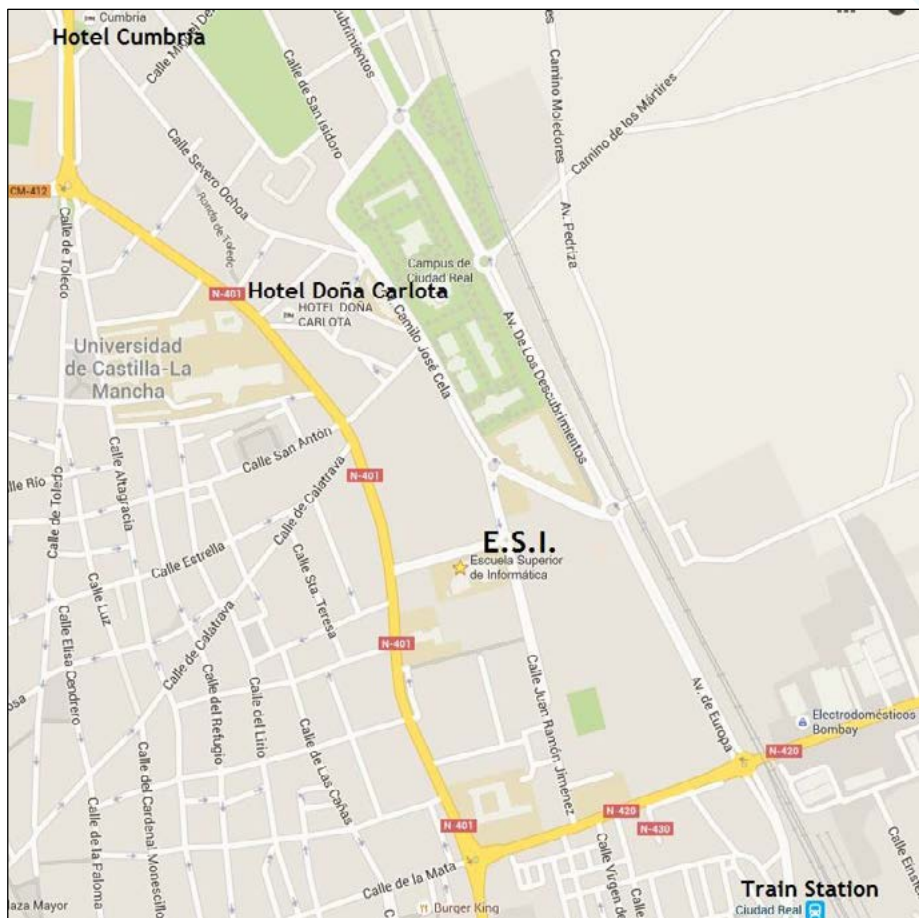 Cumbria
Hotel Cumbria
Calle Miguel De
Calle de San Isidoro
cubrimientos
Camino Moledores
Camino de los Mártires
Calle Severo Ochoa
Ronda de Toledo
CM-412
Calle de Toledo
Av. Pedriza
Campus de
Ciudad Real
N-401
Hotel Doña Carlota
HOTEL DOÑA
CARLOTA
Camilo José Cela
Av. De Los Descubrimientos
Universidad
de Castilla-La
Mancha
Calle San Antón
Calle Altagracia
lle Río
Calle de Toledo
N-401
Calle de Calatrava
E.S.I.
Escuela Superior
de Informática
Calle Estrella
Calle Sta. Teresa
Calle Luz
N-401
Calle de Calatrava
Calle Elisa Cendrero
osa
Calle del Refugio
Calle del Lirio
Calle Juan Ramón Jimenez
Av. de Europa
Electrodomésticos
Bombay
N-420
Calle de Las Cañas
Calle del Cardenal Monescillo
Calle de la Paloma
N-401
N-420
N-430
Calle de la Mata
Calle Virgen de
Calle Einste
Train Station
laza Mayor
Burger King
Ciudad Real